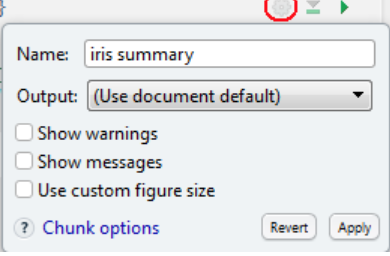 }
Name: iris summary
Output: (Use document default)
Show warnings
Show messages
Use custom figure size
? Chunk options Revert Apply